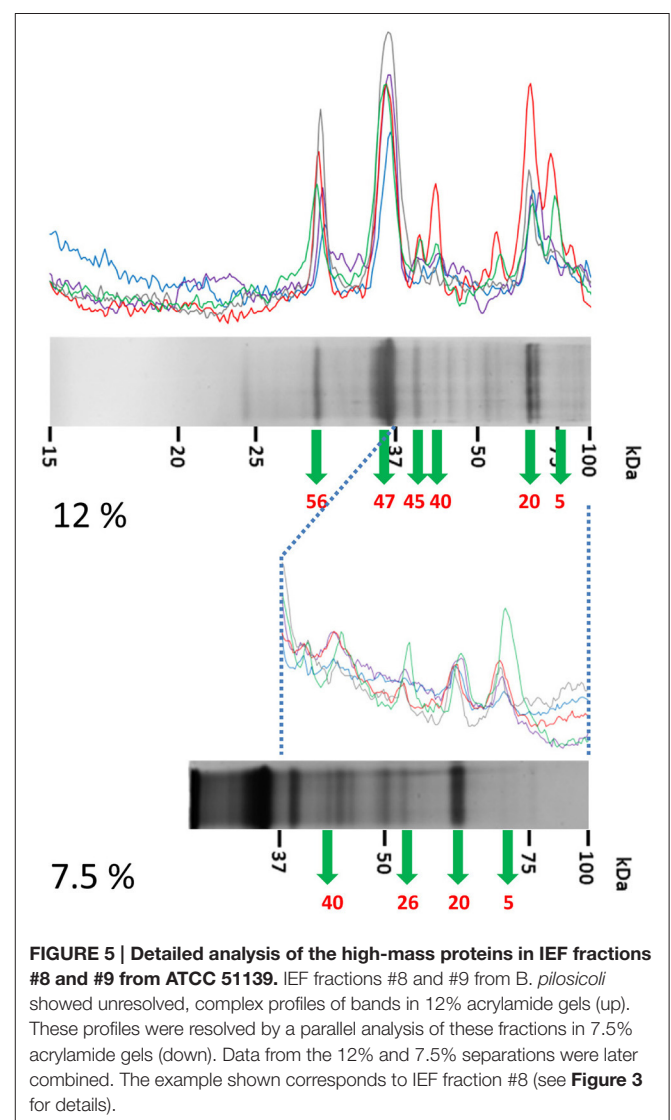 15
20
25
37
50
75
100
kDa
56
47
45
40
20
5
12 %
37
50
75
100
kDa
7.5 %
40
26
20
5
FIGURE 5 | Detailed analysis of the high-mass proteins in IEF fractions
#8 and #9 from ATCC 51139. IEF fractions #8 and #9 from B. pilosicoli
showed unresolved, complex profiles of bands in 12% acrylamide gels (up).
These profiles were resolved by a parallel analysis of these fractions in 7.5%
acrylamide gels (down). Data from the 12% and 7.5% separations were later
combined. The example shown corresponds to IEF fraction #8 (see Figure 3
for details).